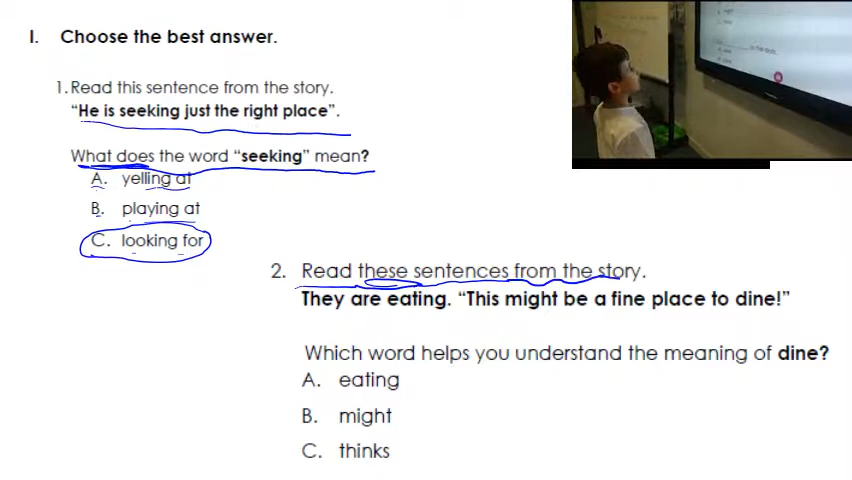 I. Choose the best answer.
1. Read this sentence from the story.
"He is seeking just the right place".
What does the word "seeking" mean?
A. yelling at
B. playing at
C. looking for
2. Read these sentences from the story.
They are eating. "This might be a fine place to dine!"
Which word helps you understand the meaning of dine?
A. eating
B. might
C. thinks